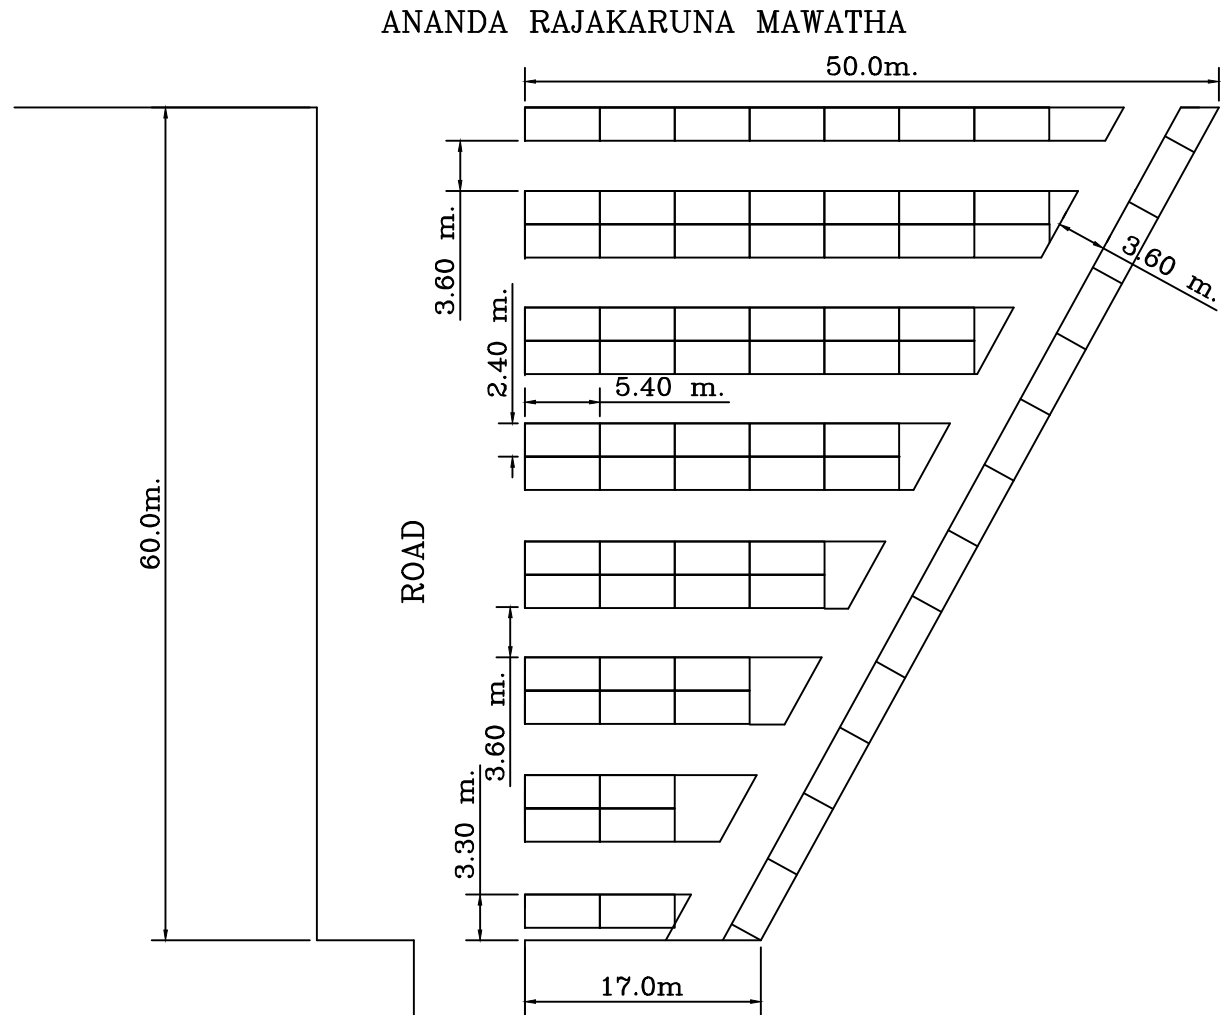 ANANDA RAJAKARUNA MAWATHA
50.0m.
3.60 m.
3.60 m.
2.40 m.
5.40 m.
60.0m.
ROAD
3.60 m.
3.30 m.
17.0m